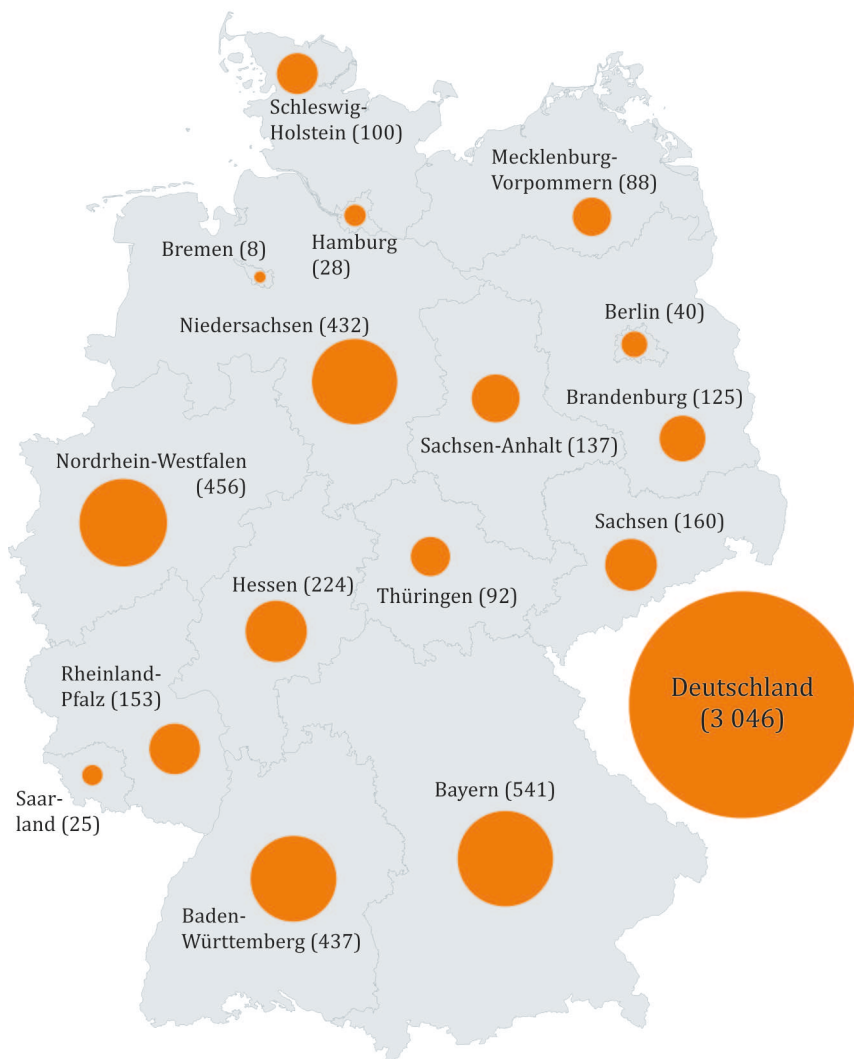 Schleswig-
Holstein (100)
Mecklenburg-
Vorpommern (88)
Bremen (8)
Hamburg
(28)
Niedersachsen (432)
Berlin (40)
Brandenburg (125)
Sachsen-Anhalt (137)
Nordrhein-Westfalen
(456)
Sachsen (160)
Hessen (224)
Thüringen (92)
Rheinland-
Pfalz (153)
Deutschland
(3 046)
Saar-
land (25)
Bayern (541)
Baden-
Württemberg (437)